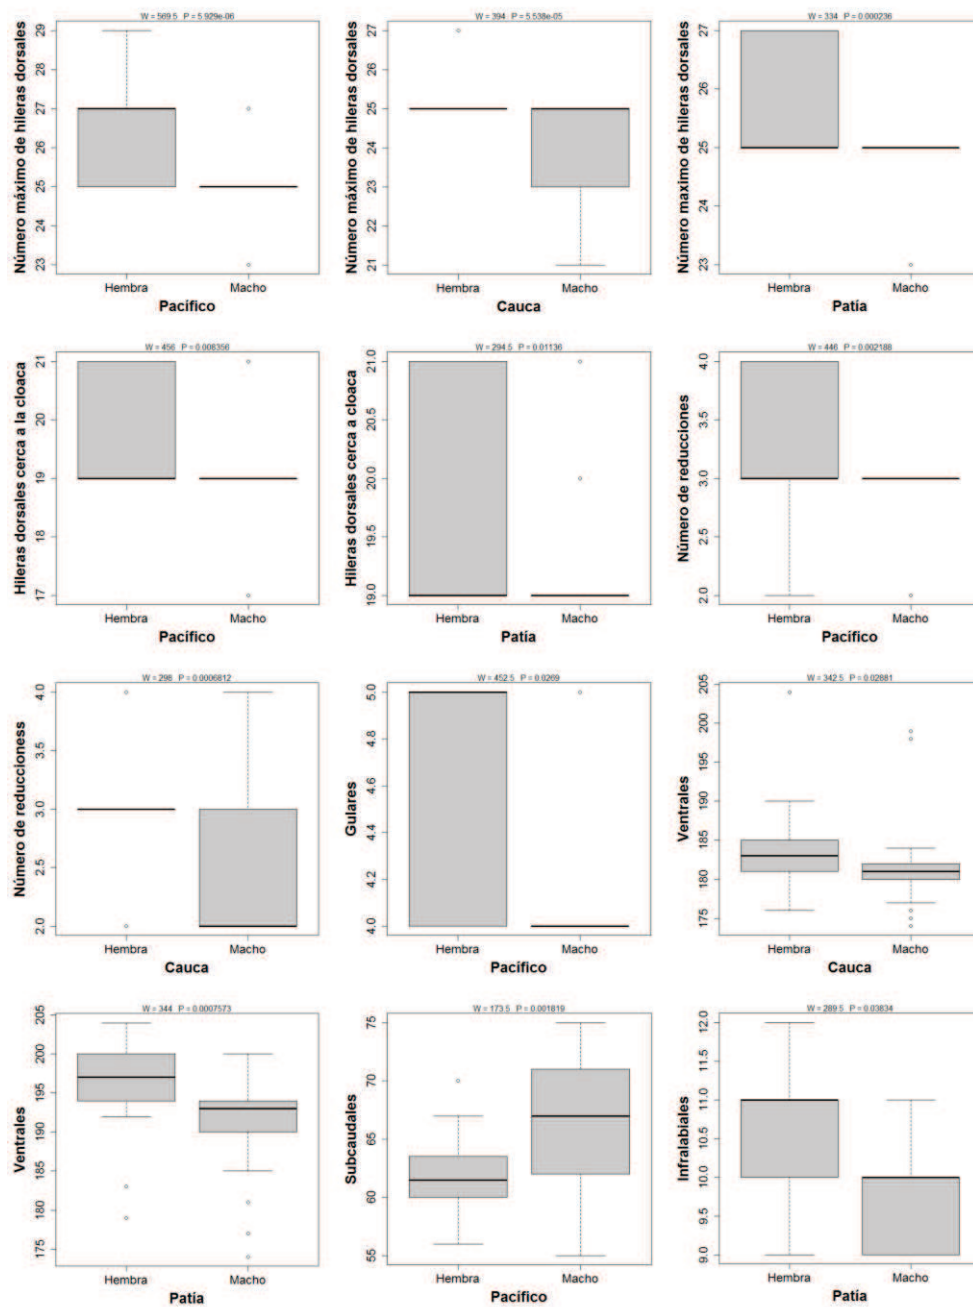 W = 569.5 P = 5.929e-06
Número máximo de hileras dorsales
29
28
27
26
25
24
23
Hembra Macho
Pacífico
W = 394 P = 5.538e-05
Número máximo de hileras dorsales
27
26
25
24
23
22
21
Hembra Macho
Cauca
W = 334 P = 0.000236
Número maximo de hileras dorsales
27
26
25
24
23
Hembra Macho
Patía
W = 456 P = 0.008356
Hileras dorsales cerca a la cloaca
21
20
19
18
17
Hembra Macho
Pacífico
W = 294.5 P = 0.01136
Hileras dorsales cerca a cloaca
21.0
20.5
20.0
19.5
19.0
Hembra Macho
Patía
W = 446 P = 0.002188
Número de reducciones
4.0
3.5
3.0
2.5
2.0
Hembra Macho
Pacífico
W = 298 P = 0.0006812
Número de reduccioness
4.0
3.5
3.0
2.5
2.0
Hembra Macho
Cauca
W = 452.5 P = 0.0269
Gulares
5.0
4.8
4.6
4.4
4.2
4.0
Hembra Macho
Pacífico
W = 342.5 P = 0.02881
Ventrales
205
200
195
190
185
180
175
Hembra Macho
Cauca
W = 344 P = 0.0007573
Ventrales
205
200
195
190
185
180
175
Hembra Macho
Patía
W = 173.5 P = 0.001819
Subcaudales
75
70
65
60
55
Hembra Macho
Pacífico
W = 289.5 P = 0.03834
Infralabiales
12.0
11.5
11.0
10.5
10.0
9.5
9.0
Hembra Macho
Patía